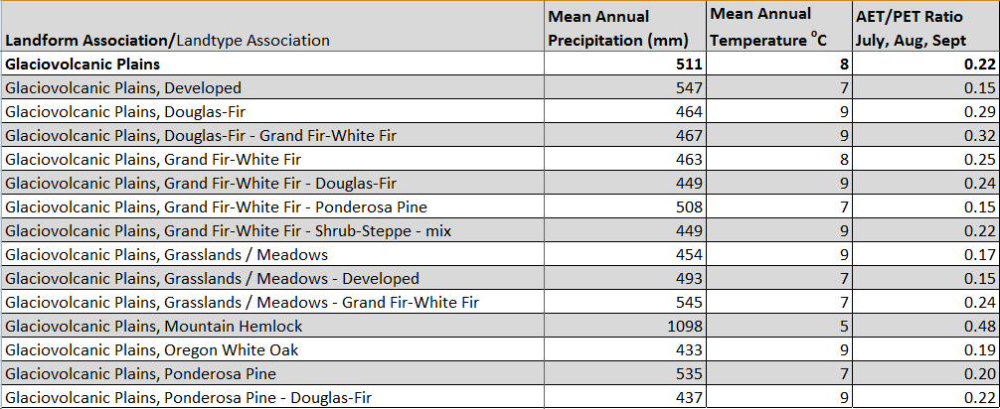 Landform Association/Landtype Association Mean Annual Precipitation (mm) Mean Annual Temperature ⁰C AET/PET Ratio July, Aug, Sept
Glaciovolcanic Plains 511 8 0.22
Glaciovolcanic Plains, Developed 547 7 0.15
Glaciovolcanic Plains, Douglas-Fir 464 9 0.29
Glaciovolcanic Plains, Douglas-Fir - Grand Fir-White Fir 467 9 0.32
Glaciovolcanic Plains, Grand Fir-White Fir 463 8 0.25
Glaciovolcanic Plains, Grand Fir-White Fir - Douglas-Fir 449 9 0.24
Glaciovolcanic Plains, Grand Fir-White Fir - Ponderosa Pine 508 7 0.15
Glaciovolcanic Plains, Grand Fir-White Fir - Shrub-Steppe - mix 449 9 0.22
Glaciovolcanic Plains, Grasslands / Meadows 454 9 0.17
Glaciovolcanic Plains, Grasslands / Meadows - Developed 493 7 0.15
Glaciovolcanic Plains, Grasslands / Meadows - Grand Fir-White Fir 545 7 0.24
Glaciovolcanic Plains, Mountain Hemlock 1098 5 0.48
Glaciovolcanic Plains, Oregon White Oak 433 9 0.19
Glaciovolcanic Plains, Ponderosa Pine 535 7 0.20
Glaciovolcanic Plains, Ponderosa Pine - Douglas-Fir 437 9 0.22